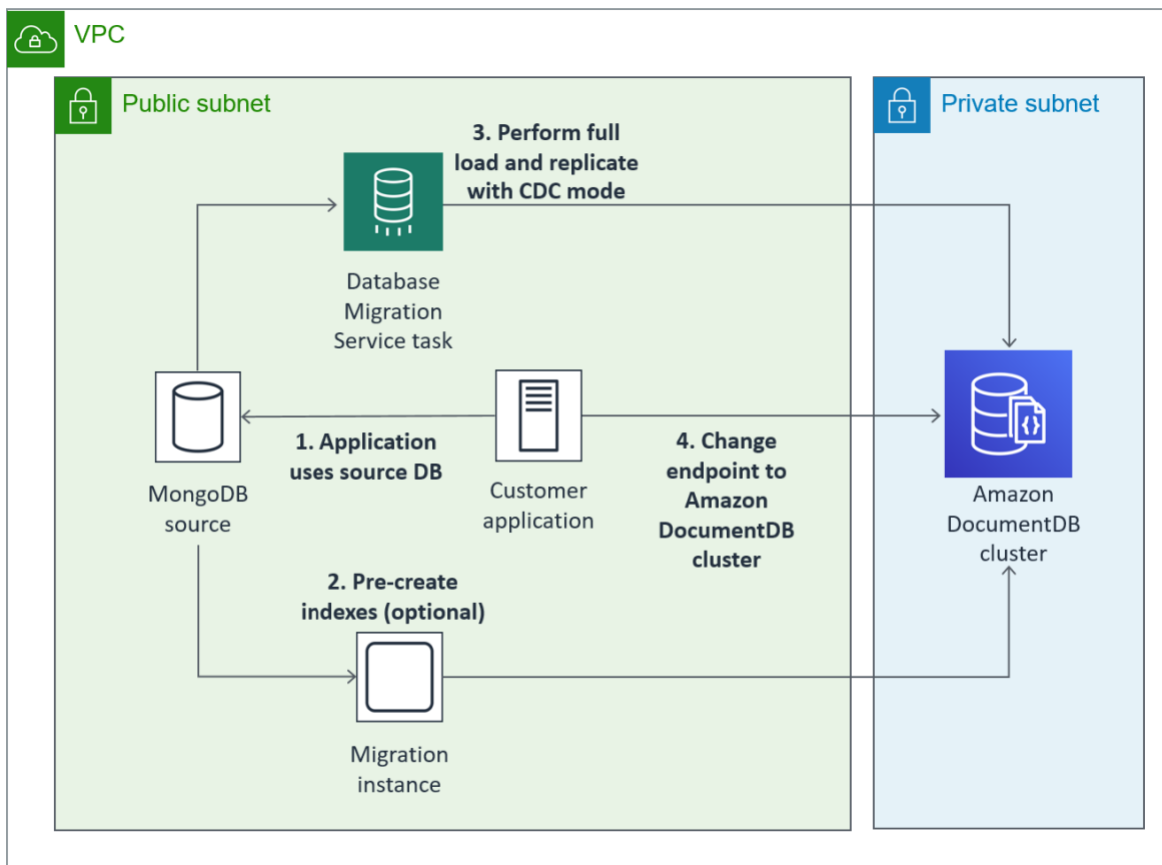 VPC
Public subnet
Private subnet
3. Perform full
load and replicate
with CDC mode
Database
Migration
Service task
1. Application
uses source DB
4. Change
endpoint to
Amazon
DocumentDB
cluster
MongoDB
source
Customer
application
Amazon
DocumentDB
cluster
2. Pre-create
indexes (optional)
Migration
instance